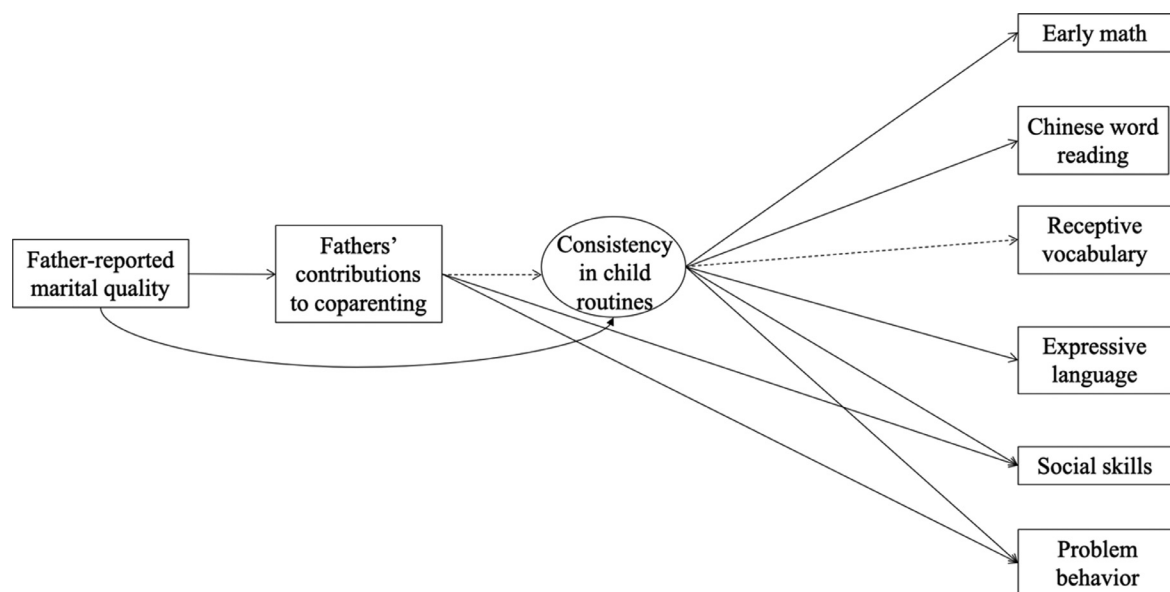 Father-reported
marital quality
Fathers’
contributions
to coparenting
Consistency
in child
routines
Early math
Chinese word
reading
Receptive
vocabulary
Expressive
language
Social skills
Problem
behavior